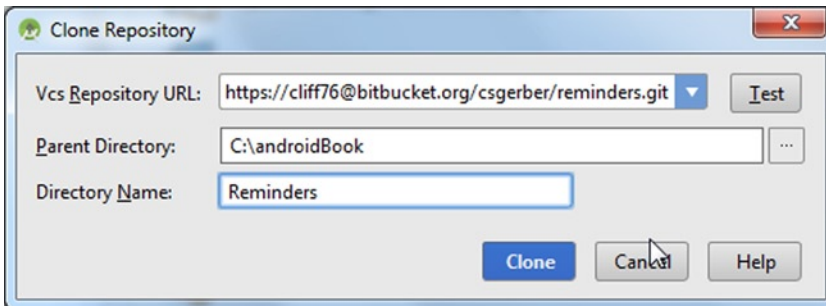 Clone Repository
Vcs Repository URL: https://cliff76@bitbucket.org/csgerber/reminders.git Test
Parent Directory: C:\androidBook ...
Directory Name: Reminders
Clone Cancel Help